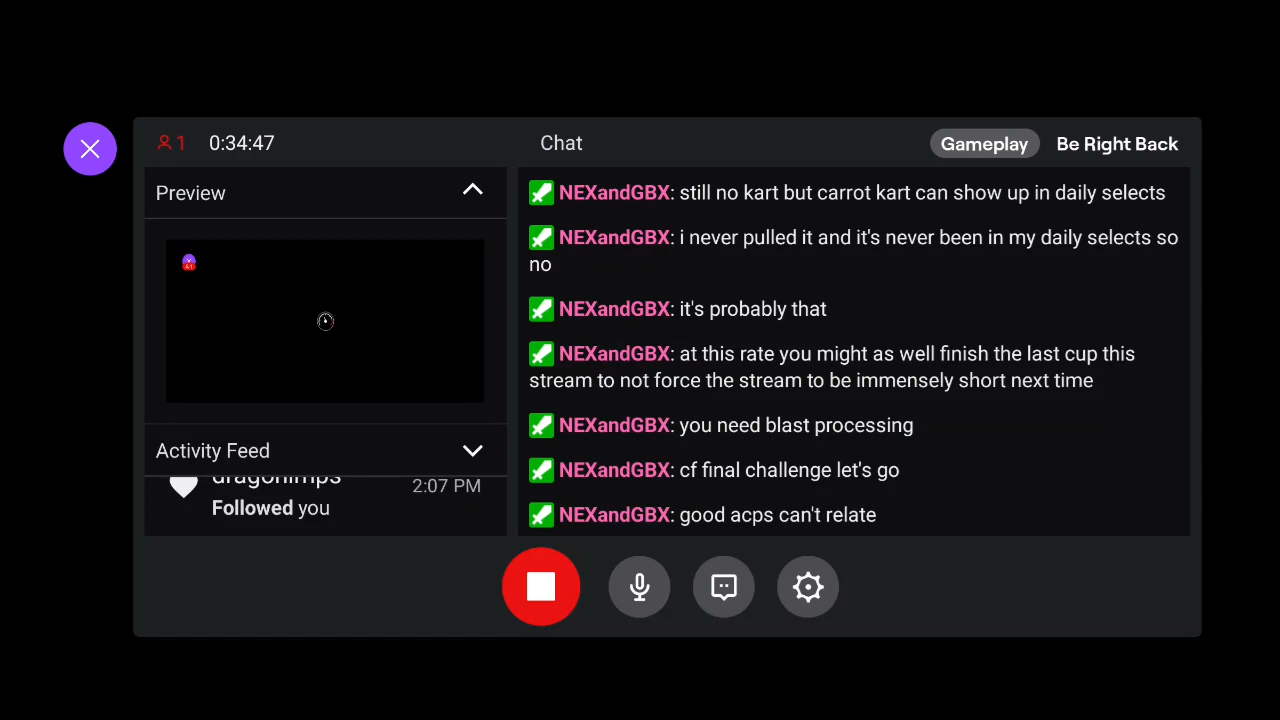 1 0:34:47 Chat Gameplay Be Right Back
Preview
Activity Feed
2:07 PM
Followed you
NEXandGBX: still no kart but carrot kart can show up in daily selects
NEXandGBX: i never pulled it and it's never been in my daily selects so
no
NEXandGBX: it's probably that
NEXandGBX: at this rate you might as well finish the last cup this
stream to not force the stream to be immensely short next time
NEXandGBX: you need blast processing
NEXandGBX: cf final challenge let's go
NEXandGBX: good acps can't relate